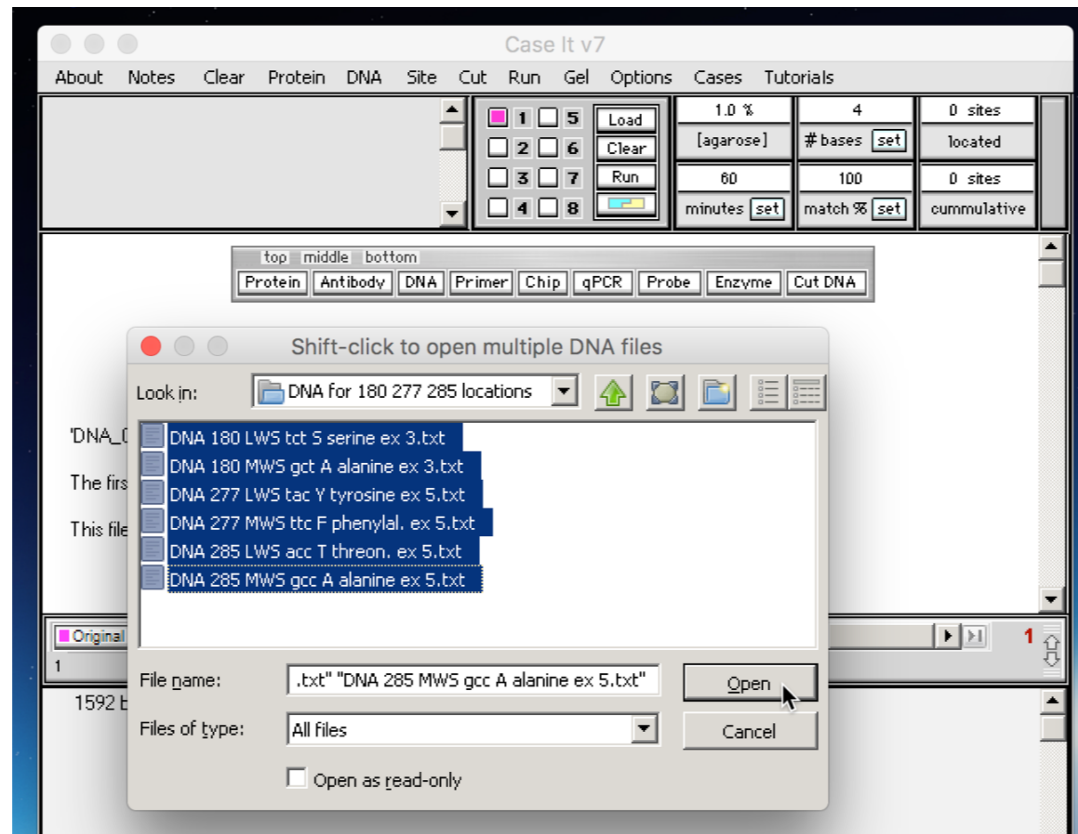 Case It v7
About Notes Clear Protein DNA Site Cut Run Gel Options Cases Tutorials
1 5 Load
2 6 Clear
3 7 Run
4 8
1.0 % 4 0 sites
[agarose] # bases set located
60 100 0 sites
minutes set match % set cummulative
top middle bottom
Protein Antibody DNA Primer Chip qPCR Probe Enzyme Cut DNA
Shift-click to open multiple DNA files
Look in: DNA for 180 277 285 locations
DNA 180 LWS tct S serine ex 3.txt
DNA 180 MWS gct A alanine ex 3.txt
DNA 277 LWS tac Y tyrosine ex 5.txt
DNA 277 MWS ttc F phenylal. ex 5.txt
DNA 285 LWS acc T threon. ex 5.txt
DNA 285 MWS gcc A alanine ex 5.txt
'DNA_
The firs
This file
Original
1
1
1592 b
File name: .txt" "DNA 285 MWS gcc A alanine ex 5.txt" Open
Files of type: All files Cancel
Open as read-only